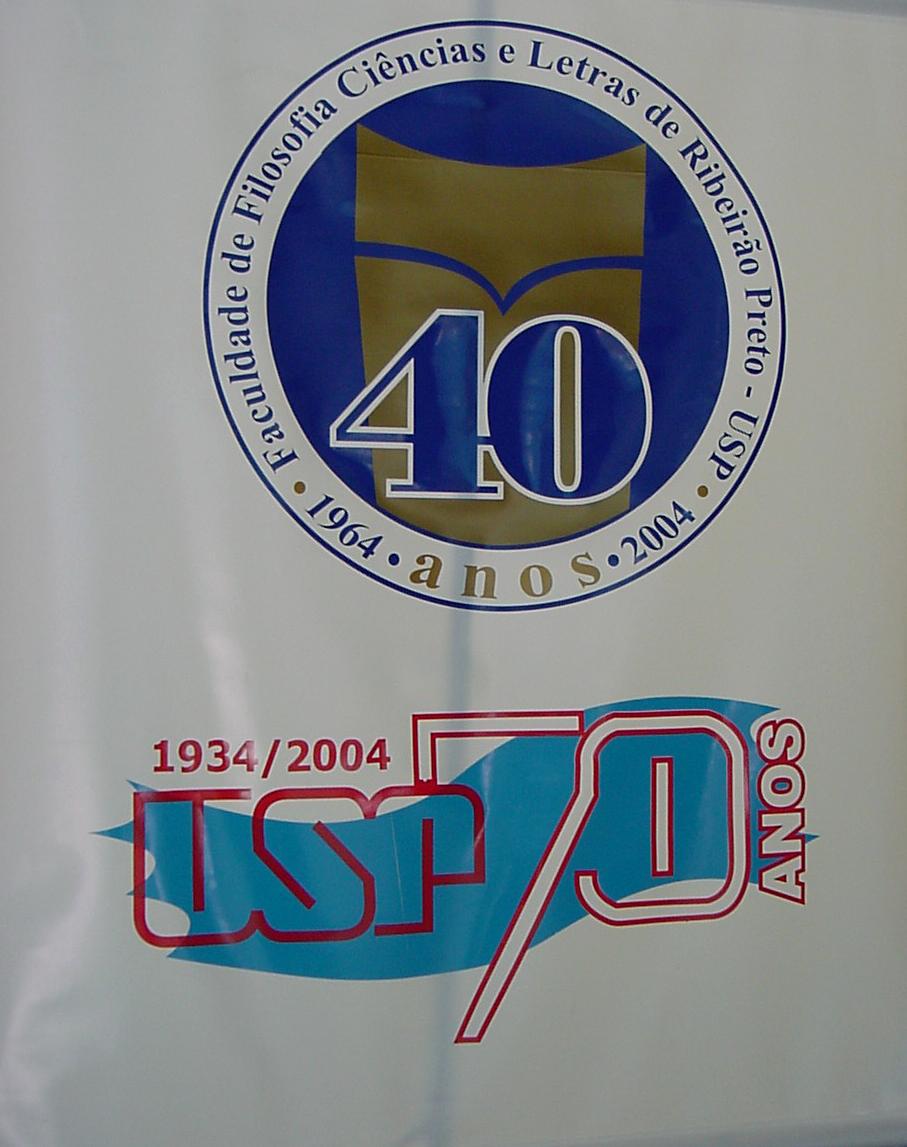 Faculdade de Filosofia Ciências e Letras de Ribeirão Preto - USP
40
1964 • anos • 2004
1934/2004
USP 70 ANOS